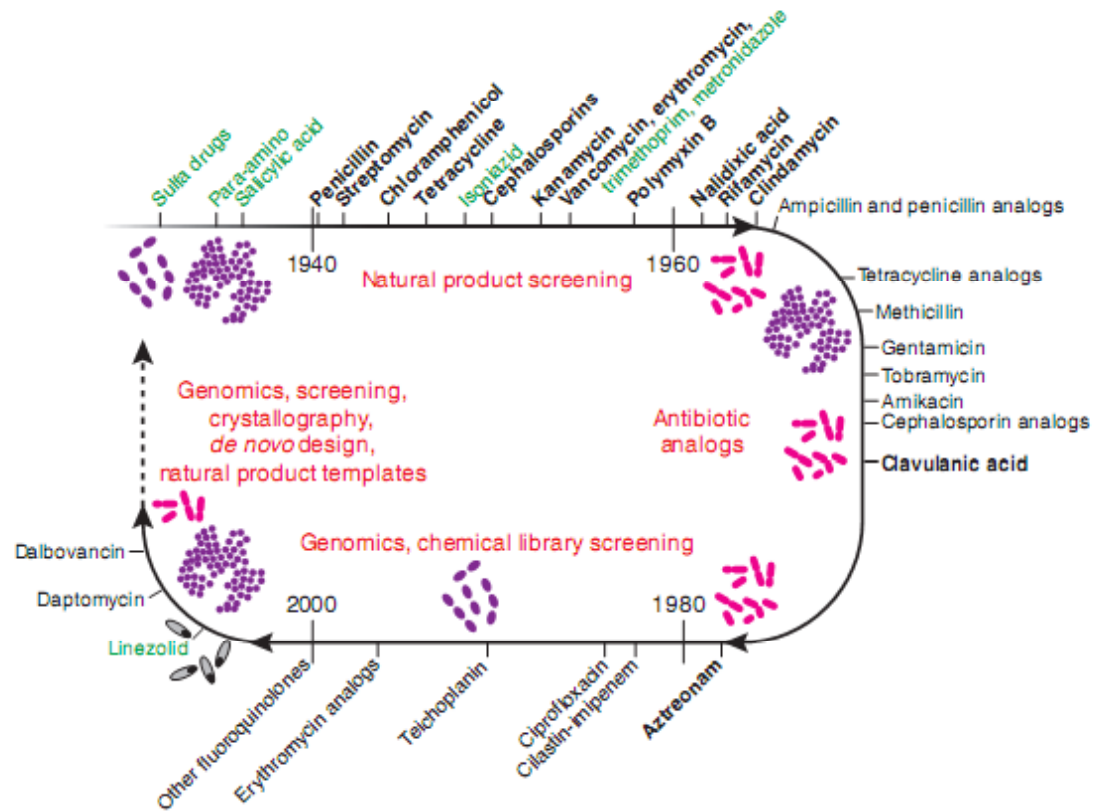 Sulfa drugs
Para-amino
Salicylic acid
Penicillin
Streptomycin
Chloramphenicol
Tetracycline
Isoniazid
Cephalosporins
Kanamycin
Vancomycin, erythromycin,
trimethoprim, metronidazole
Polymyxin B
Nalidixic acid
Rifamycin
Clindamycin
Ampicillin and penicillin analogs
1940
1960
Natural product screening
Tetracycline analogs
Methicillin
Gentamicin
Tobramycin
Amikacin
Cephalosporin analogs
Clavulanic acid
Genomics, screening,
crystallography,
de novo design,
natural product templates
Antibiotic
analogs
Genomics, chemical library screening
Dalbovancin
Daptomycin
Linezolid
2000
1980
Other fluoroquinolones
Erythromycin analogs
Teichoplanin
Ciprofloxacin
Cilastin-imipenem
Aztreonam